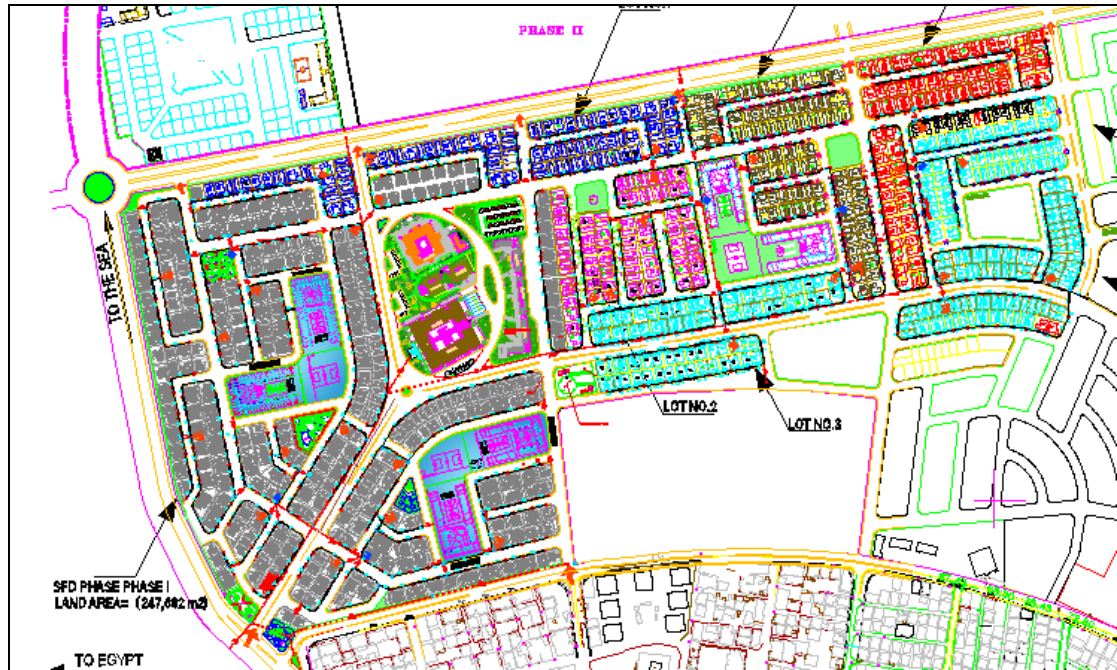 PHASE II
TO THE SEA
LOT NO.2
LOT NO.3
SFD PHASE PHASE I
LAND AREA= (247,682 m2)
TO EGYPT